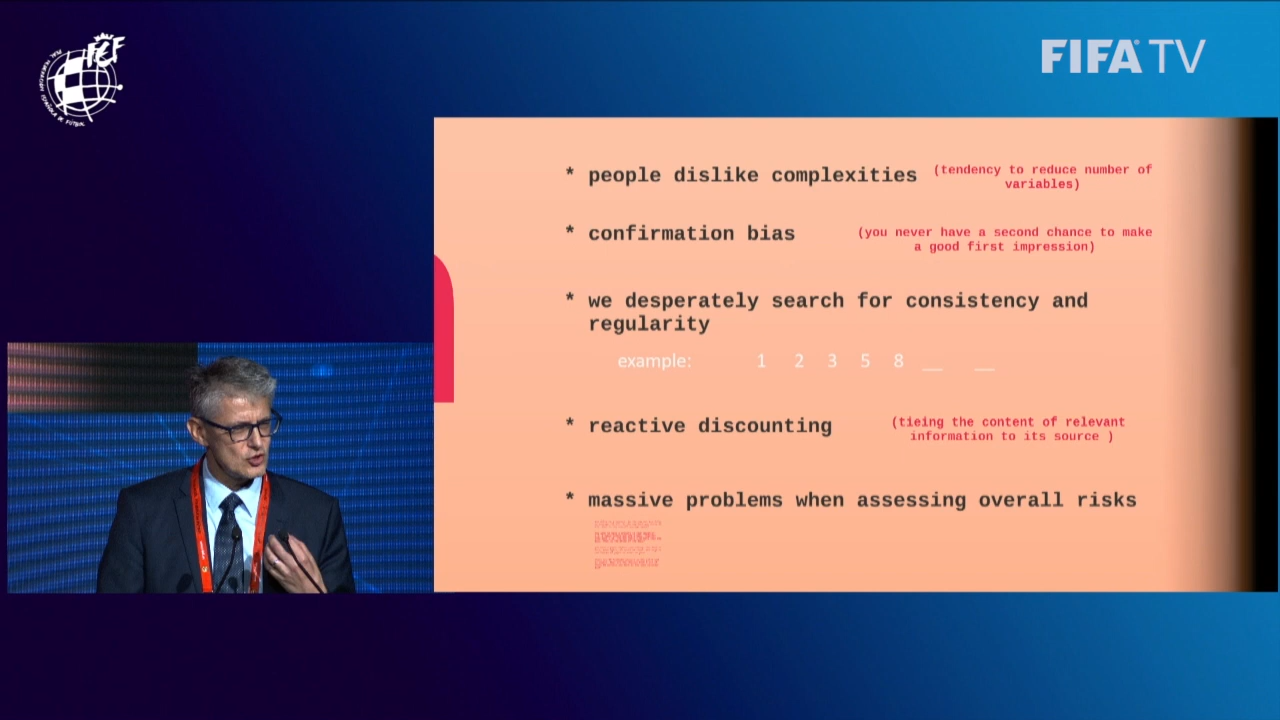 FIFA TV
* people dislike complexities
(tendency to reduce number of
variables)
* confirmation bias
(you never have a second chance to make
a good first impression)
* we desperately search for consistency and
regularity
example: 1 2 3 5 8 __ __
* reactive discounting
(tieing the content of relevant
information to its source )
* massive problems when assessing overall risks